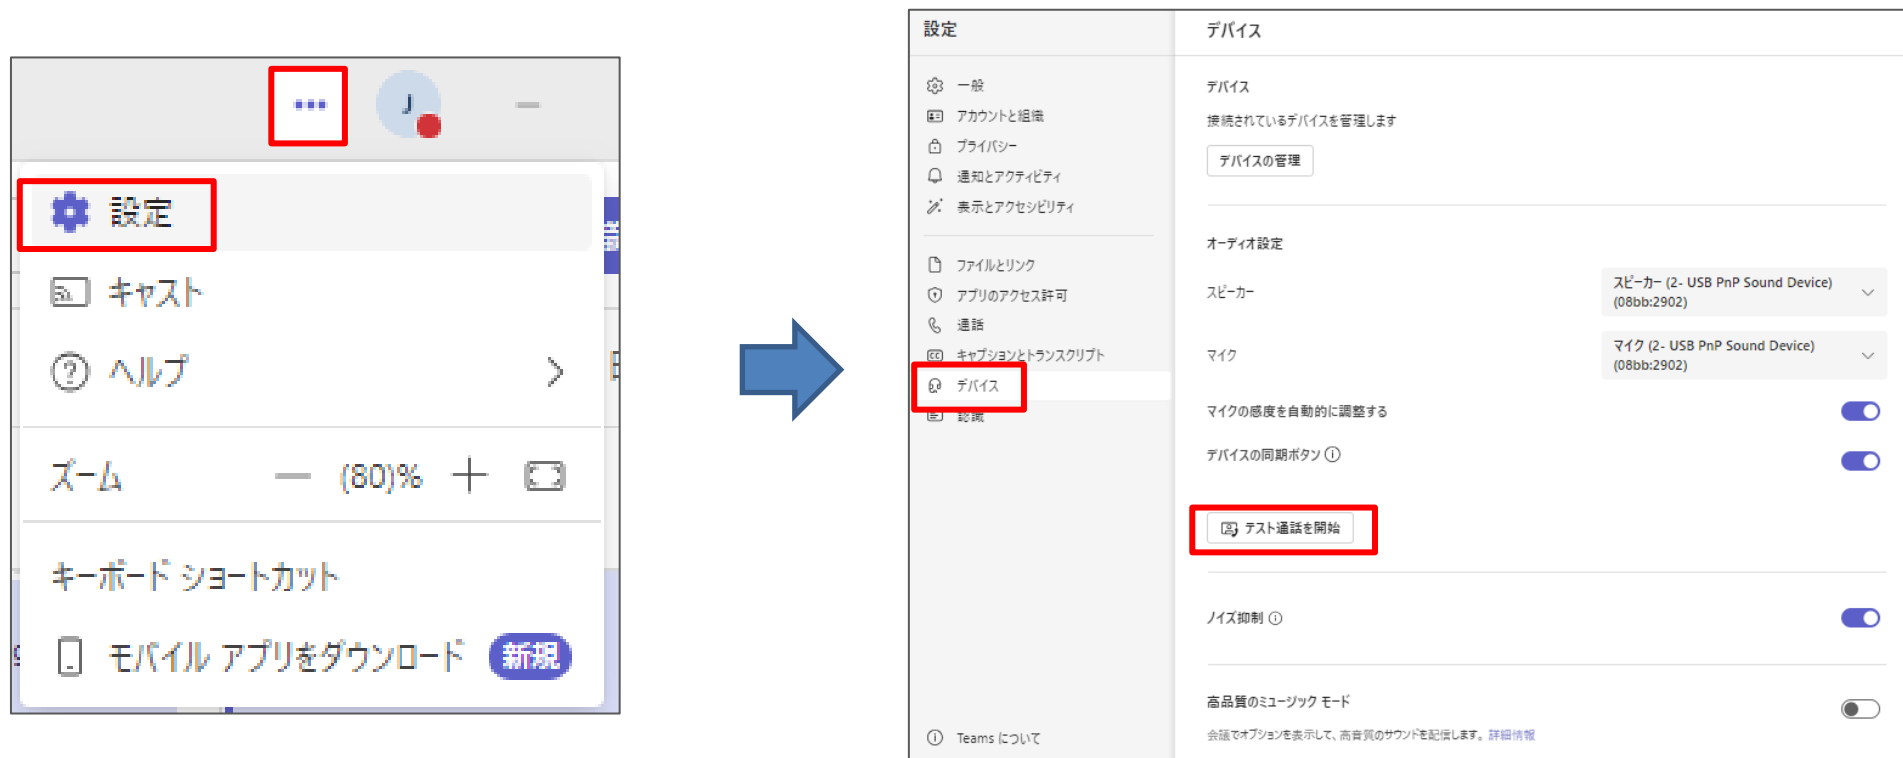 •••
J
設定
キャスト
ヘルプ
ズーム
(80)%
キーボード ショートカット
モバイル アプリをダウンロード
新規
設定
一般
アカウントと組織
プライバシー
通知とアクティビティ
表示とアクセシビリティ
ファイルとリンク
アプリのアクセス許可
通話
CC キャプションとトランスクリプト
デバイス
認識
Teams について
デバイス
デバイス
接続されているデバイスを管理します
デバイスの管理
オーディオ設定
スピーカー
スピーカー (2- USB PnP Sound Device)
(08bb:2902)
マイク
マイク (2- USB PnP Sound Device)
(08bb:2902)
マイクの感度を自動的に調整する
デバイスの同期ボタン
テスト通話を開始
ノイズ抑制
高品質のミュージック モード
会議でオプションを表示して、高音質のサウンドを配信します。 詳細情報